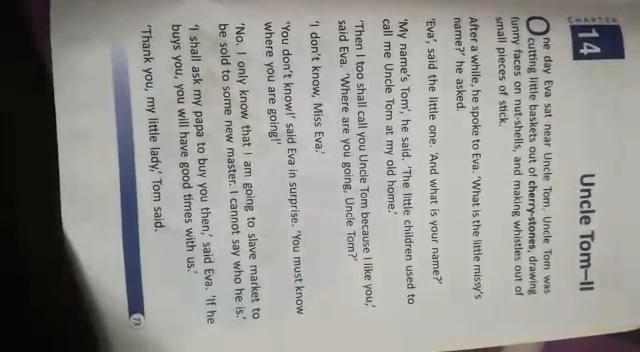 CHAPTER
14
Uncle Tom–II
One day Eva sat near Uncle Tom. Uncle Tom was
cutting little baskets out of cherry-stones, drawing
funny faces on nut-shells, and making whistles out of
small pieces of stick.
After a while, he spoke to Eva. 'What is the little missy's
name?' he asked.
'Eva', said the little one. 'And what is your name?'
'My name's Tom', he said. 'The little children used to
call me Uncle Tom at my old home.'
'Then I too shall call you Uncle Tom because I like you,'
said Eva. 'Where are you going, Uncle Tom?'
'I don't know, Miss Eva.'
'You don't know!' said Eva in surprise. 'You must know
where you are going!'
'No. I only know that I am going to slave market to
be sold to some new master. I cannot say who he is.'
'I shall ask my papa to buy you then,' said Eva. 'If he
buys you, you will have good times with us.'
'Thank you, my little lady,' Tom said.
73